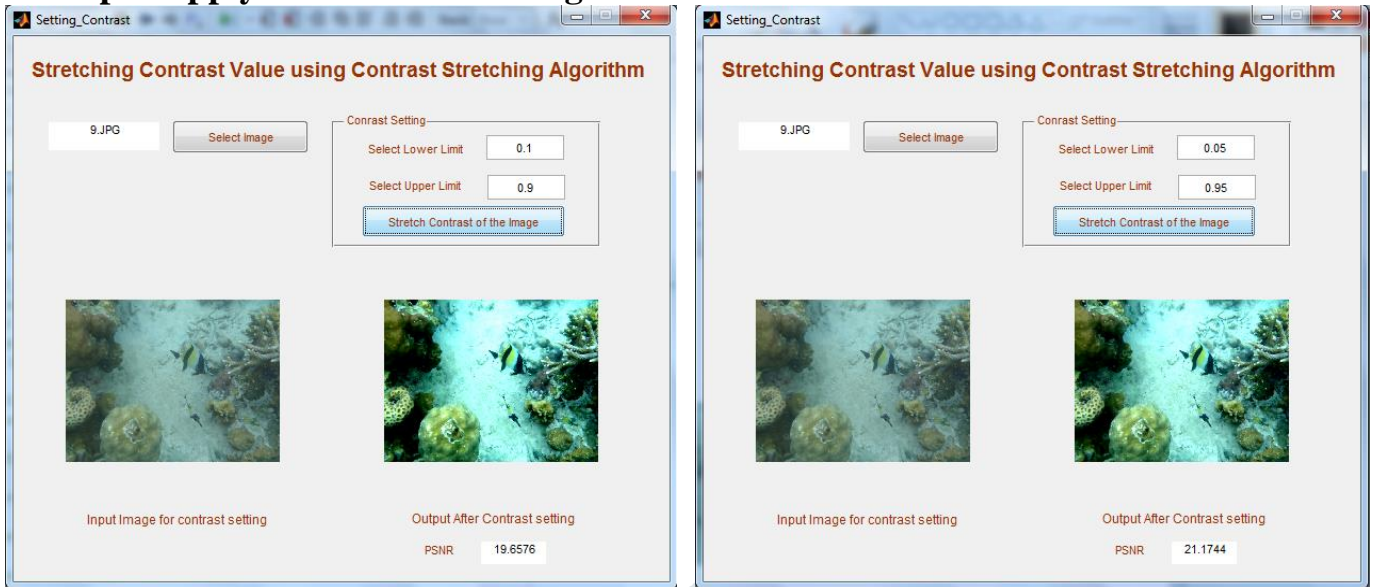 Setting_Contrast
Stretching Contrast Value using Contrast Stretching Algorithm
9.JPG
Select Image
Conrast Setting
Select Lower Limit 0.1
Select Upper Limit 0.9
Stretch Contrast of the Image
Input Image for contrast setting
Output After Contrast setting
PSNR 19.6576
Setting_Contrast
Stretching Contrast Value using Contrast Stretching Algorithm
9.JPG
Select Image
Conrast Setting
Select Lower Limit 0.05
Select Upper Limit 0.95
Stretch Contrast of the Image
Input Image for contrast setting
Output After Contrast setting
PSNR 21.1744